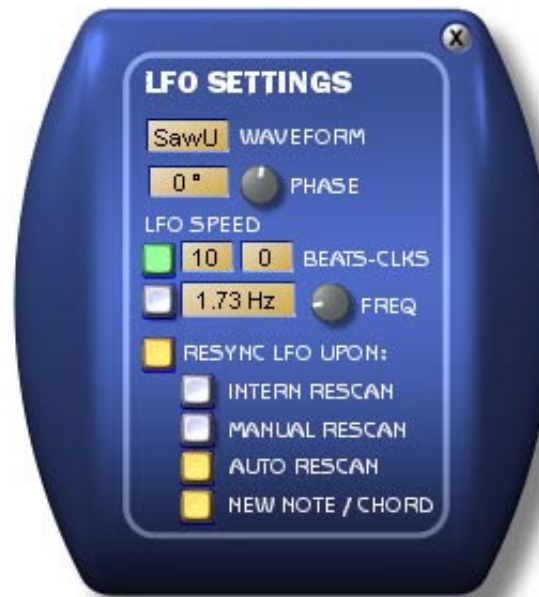 X
LFO SETTINGS
SawU WAVEFORM
0° PHASE
LFO SPEED
10 0 BEATS-CLKS
1.73 Hz FREQ
RESYNC LFO UPON:
INTERN RESCAN
MANUAL RESCAN
AUTO RESCAN
NEW NOTE / CHORD